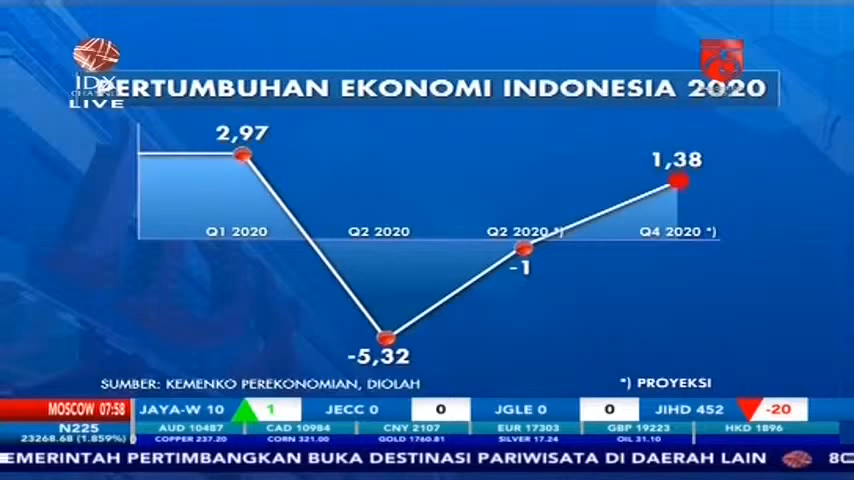 IDX
CHANNEL
LIVE
PERTUMBUHAN EKONOMI INDONESIA 2020
2,97
1,38
Q1 2020 Q2 2020 Q2 2020 *) Q4 2020 *)
-1
-5,32
SUMBER: KEMENKO PEREKONOMIAN, DIOLAH *) PROYEKSI
MOSCOW 07:58 JAYA-W 10 1 JECC 0 0 JGLE 0 0 JIHD 452 -20
N225 AUD 10487 CAD 10984 CNY 2107 EUR 17303 GBP 19223 HKD 1896
23268.68 (1.859%) COPPER 237.20 CORN 321.00 GOLD 1760.81 SILVER 17.24 OIL 31.10
EMERINTAH PERTIMBANGKAN BUKA DESTINASI PARIWISATA DI DAERAH LAIN